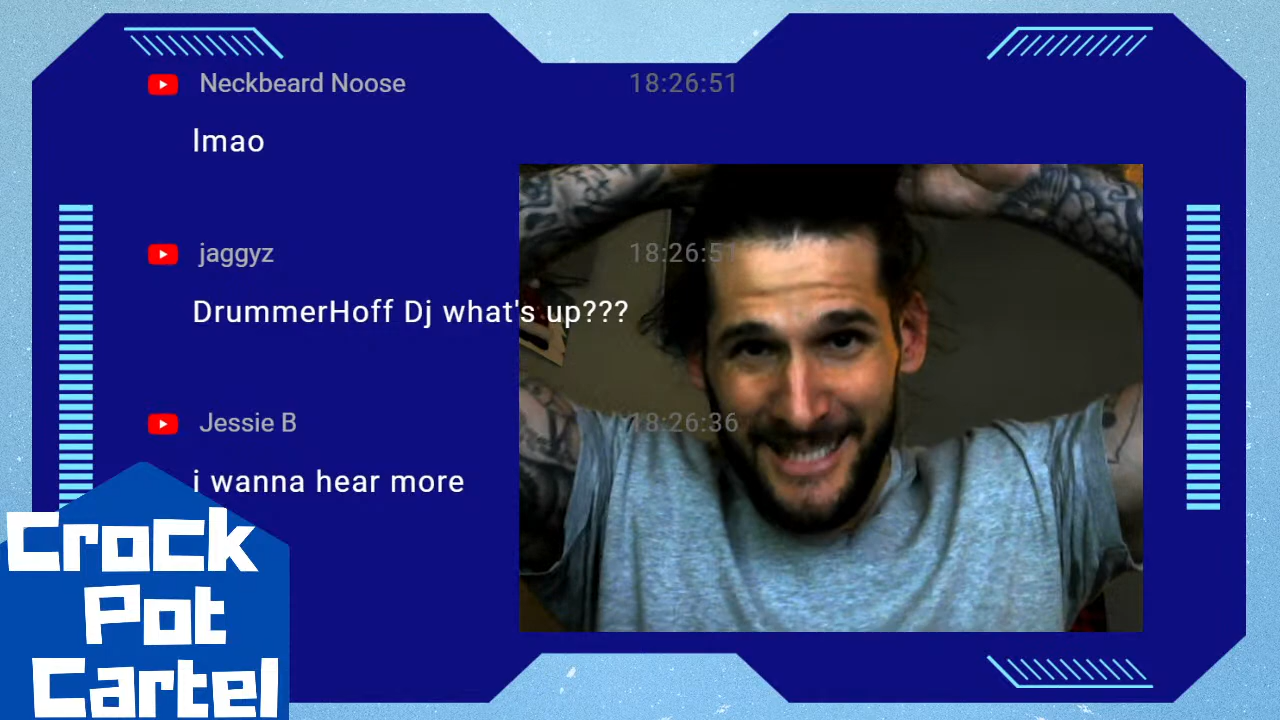 Neckbeard Noose 18:26:51
lmao
jaggyz 18:26:51
DrummerHoff Dj what's up???
Jessie B 18:26:36
i wanna hear more
Crock
Pot
Cartel